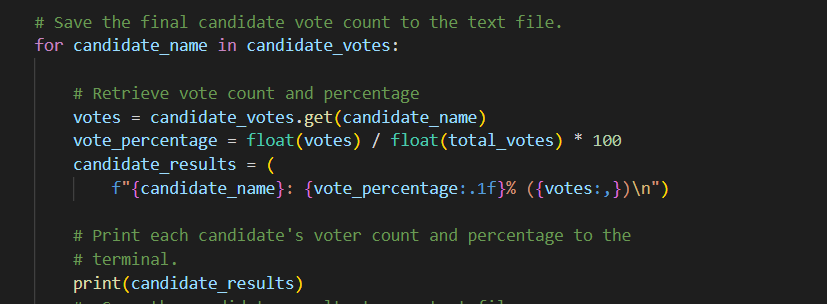 # Save the final candidate vote count to the text file.
for candidate_name in candidate_votes:
# Retrieve vote count and percentage
votes = candidate_votes.get(candidate_name)
vote_percentage = float(votes) / float(total_votes) * 100
candidate_results = (
f"{candidate_name}: {vote_percentage:.1f}% ({votes:,})\n")
# Print each candidate's voter count and percentage to the
# terminal.
print(candidate_results)